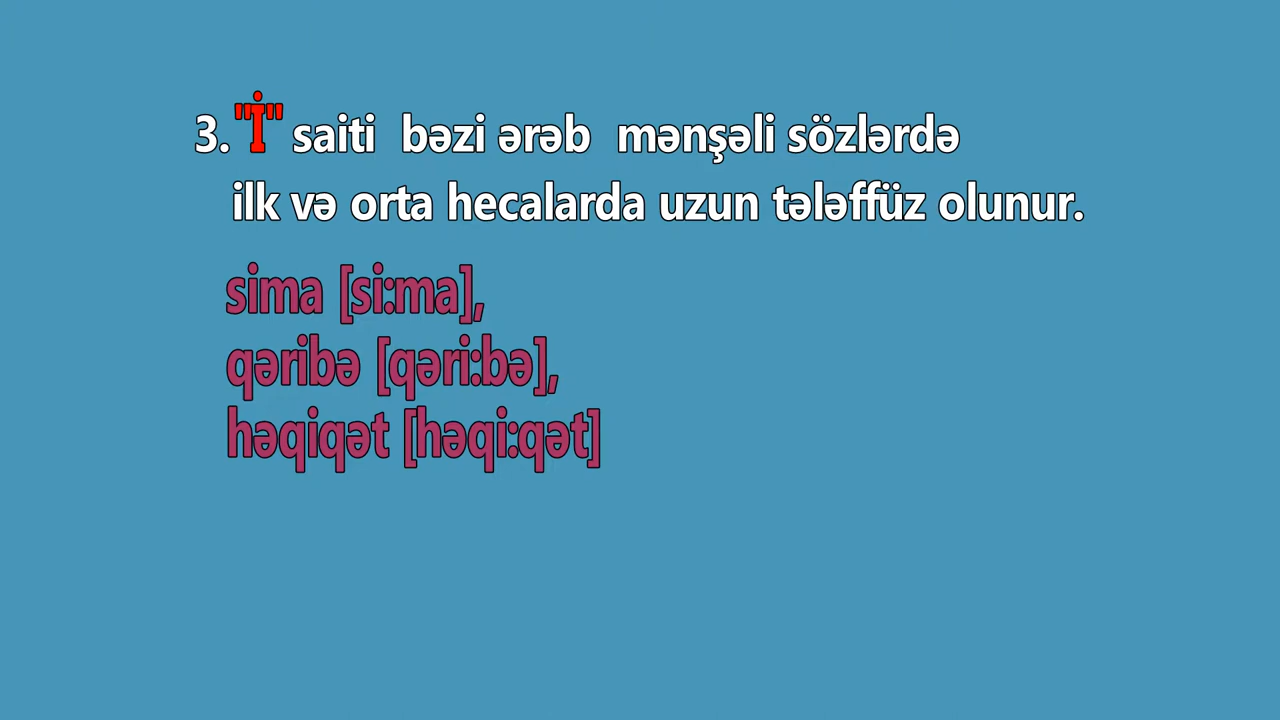 3. "İ" saiti bəzi ərəb mənşəli sözlərdə
ilk və orta hecalarda uzun tələffüz olunur.
sima [si:ma],
qəribə [qəri:bə],
həqiqət [həqi:qət]